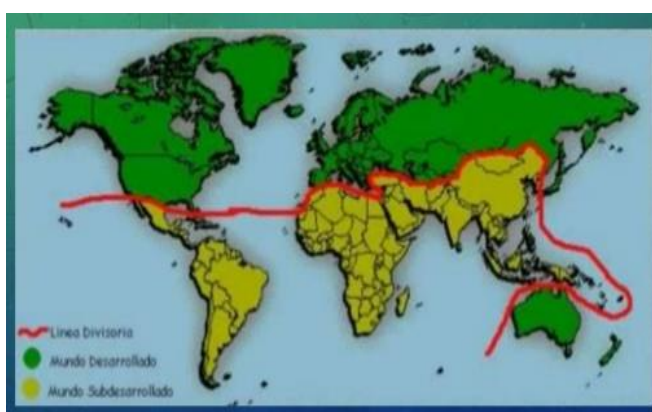 Linea Divisoria
Mundo Desarrollado
Mundo Subdesarrollado